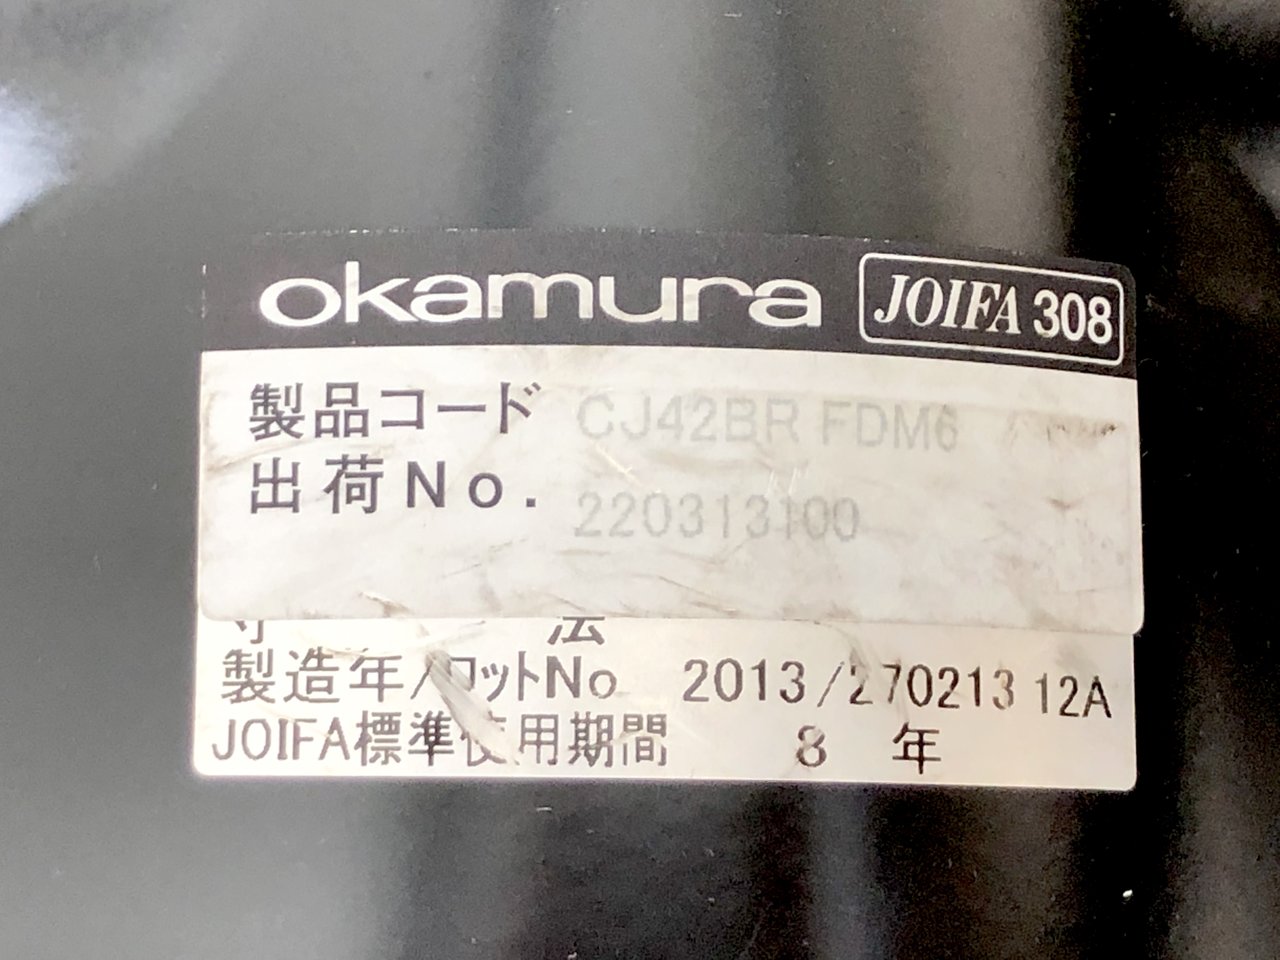 okamura JOIFA 308
製品コード CJ42BR FDM6
出荷No. 220313100
寸 法
製造年/ロットNo 2013/270213 12A
JOIFA標準使用期間 8 年